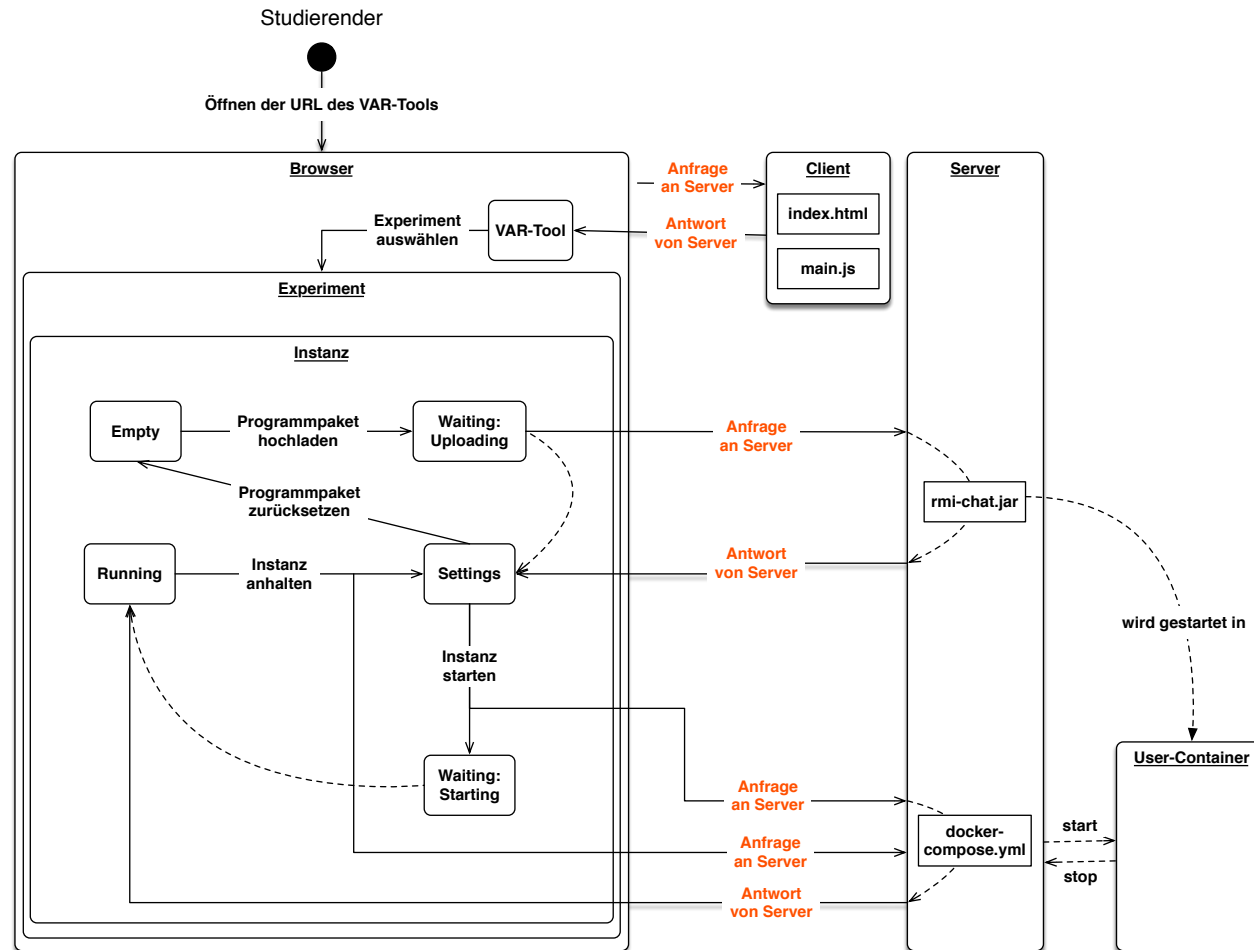 Studierender
Öffnen der URL des VAR-Tools
Browser
Anfrage
an Server
Client
Server
index.html
Experiment
auswählen
VAR-Tool
Antwort
von Server
main.js
Experiment
Instanz
Empty
Programmpaket
hochladen
Waiting:
Uploading
Anfrage
an Server
Programmpaket
zurücksetzen
rmi-chat.jar
Running
Instanz
anhalten
Settings
Antwort
von Server
wird gestartet in
Instanz
starten
User-Container
Waiting:
Starting
Anfrage
an Server
docker-
compose.yml
start
Anfrage
an Server
stop
Antwort
von Server